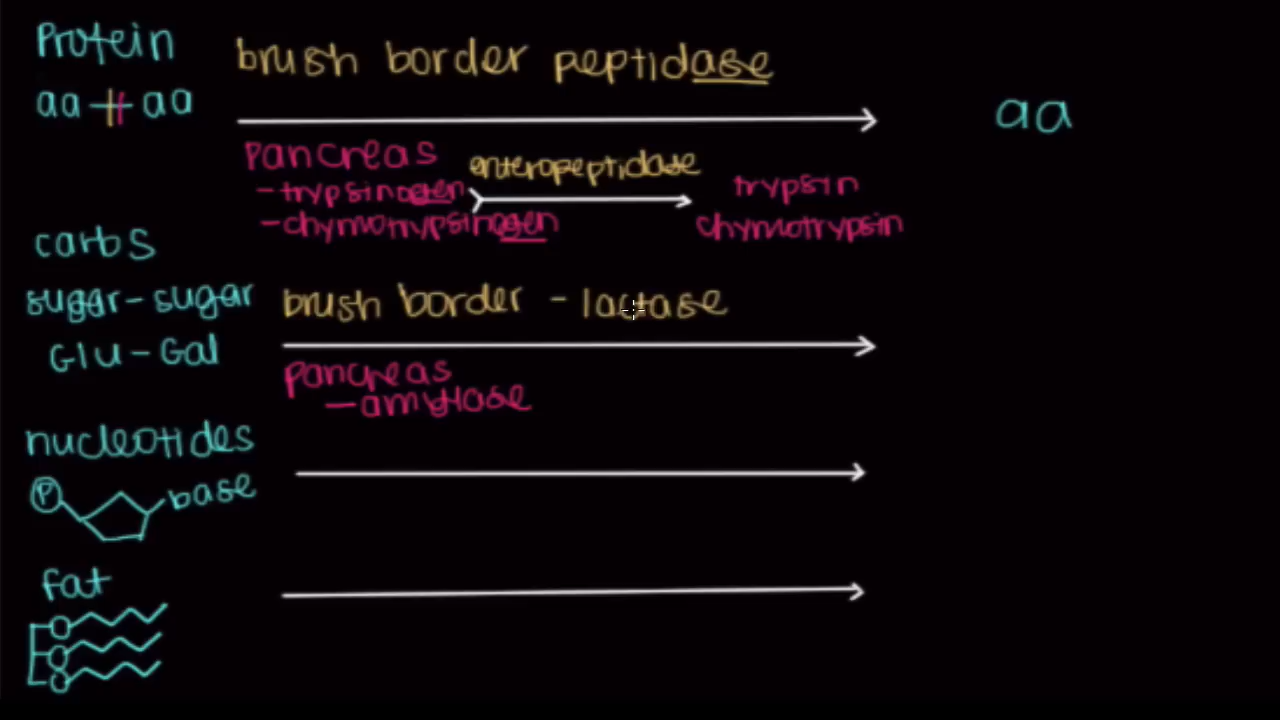 Protein
brush border peptidase
aa + aa
aa
Pancreas
enteropeptidase
- trypsinogen
trypsin
- chymotrypsinogen
chymotrypsin
carbs
sugar - sugar
brush border - lactase
Glu - Gal
Pancreas
- amylase
nucleotides
P
base
fat
O
O
O